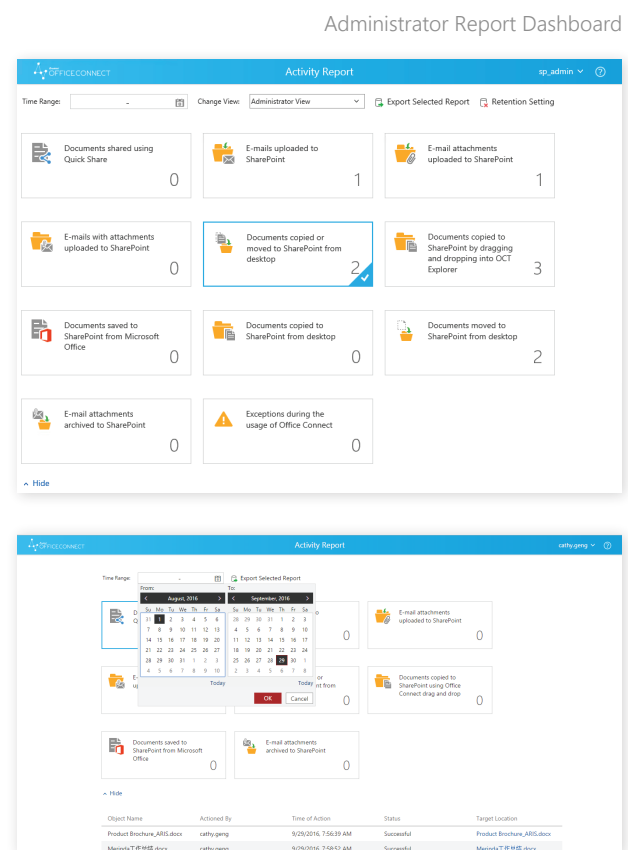 Administrator Report Dashboard
OFFICECONNECT
Activity Report
sp_admin
Time Range:
-
Change View:
Administrator View
Export Selected Report
Retention Setting
Documents shared using
Quick Share
0
E-mails uploaded to
SharePoint
1
E-mail attachments
uploaded to SharePoint
1
E-mails with attachments
uploaded to SharePoint
0
Documents copied or
moved to SharePoint from
desktop
2
Documents copied to
SharePoint by dragging
and dropping into OCT
Explorer
3
Documents saved to
SharePoint from Microsoft
Office
0
Documents copied to
SharePoint from desktop
0
Documents moved to
SharePoint from desktop
2
E-mail attachments
archived to SharePoint
0
Exceptions during the
usage of Office Connect
0
Hide
OFFICECONNECT
Activity Report
cathy.geng
Time Range:
-
Export Selected Report
From:
To:
August, 2016
Su Mo Tu We Th Fr Sa
31 1 2 3 4 5 6
7 8 9 10 11 12 13
14 15 16 17 18 19 20
21 22 23 24 25 26 27
28 29 30 31 1 2 3
4 5 6 7 8 9 10
Today
September, 2016
Su Mo Tu We Th Fr Sa
28 29 30 31 1 2 3
4 5 6 7 8 9 10
11 12 13 14 15 16 17
18 19 20 21 22 23 24
25 26 27 28 29 30 1
2 3 4 5 6 7 8
Today
OK
Cancel
0
E-mail attachments
uploaded to SharePoint
0
or
nt from
0
Documents copied to
SharePoint using Office
Connect drag and drop
0
Documents saved to
SharePoint from Microsoft
Office
0
E-mail attachments
archived to SharePoint
0
Hide
Object Name Actioned By Time of Action Status Target Location
Product Brochure_ARIS.docx cathy.geng 9/29/2016, 7:56:39 AM Successful Product Brochure_ARIS.docx
cathy.geng 9/29/2016, 7:58:52 AM Successful